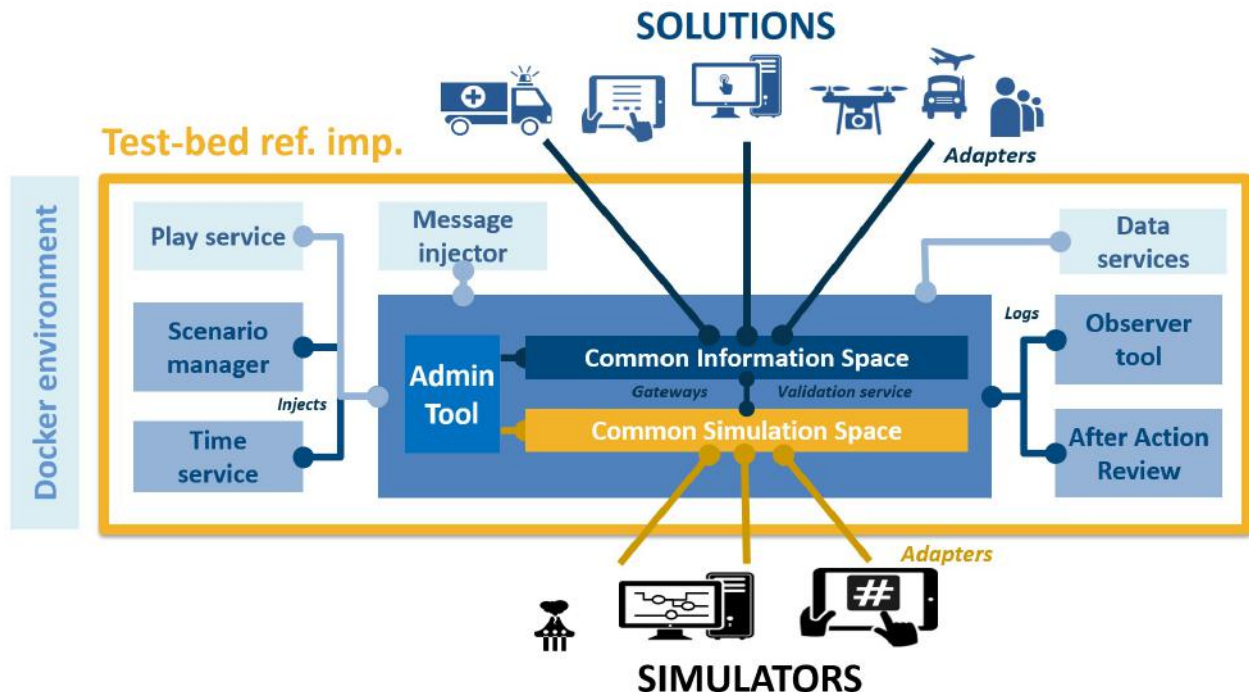 SOLUTIONS
Test-bed ref. imp.
Adapters
Docker environment
Play service
Message
injector
Data
services
Scenario
manager
Injects
Time
service
Admin
Tool
Common Information Space
Gateways
Validation service
Common Simulation Space
Logs
Observer
tool
After Action
Review
Adapters
#
SIMULATORS